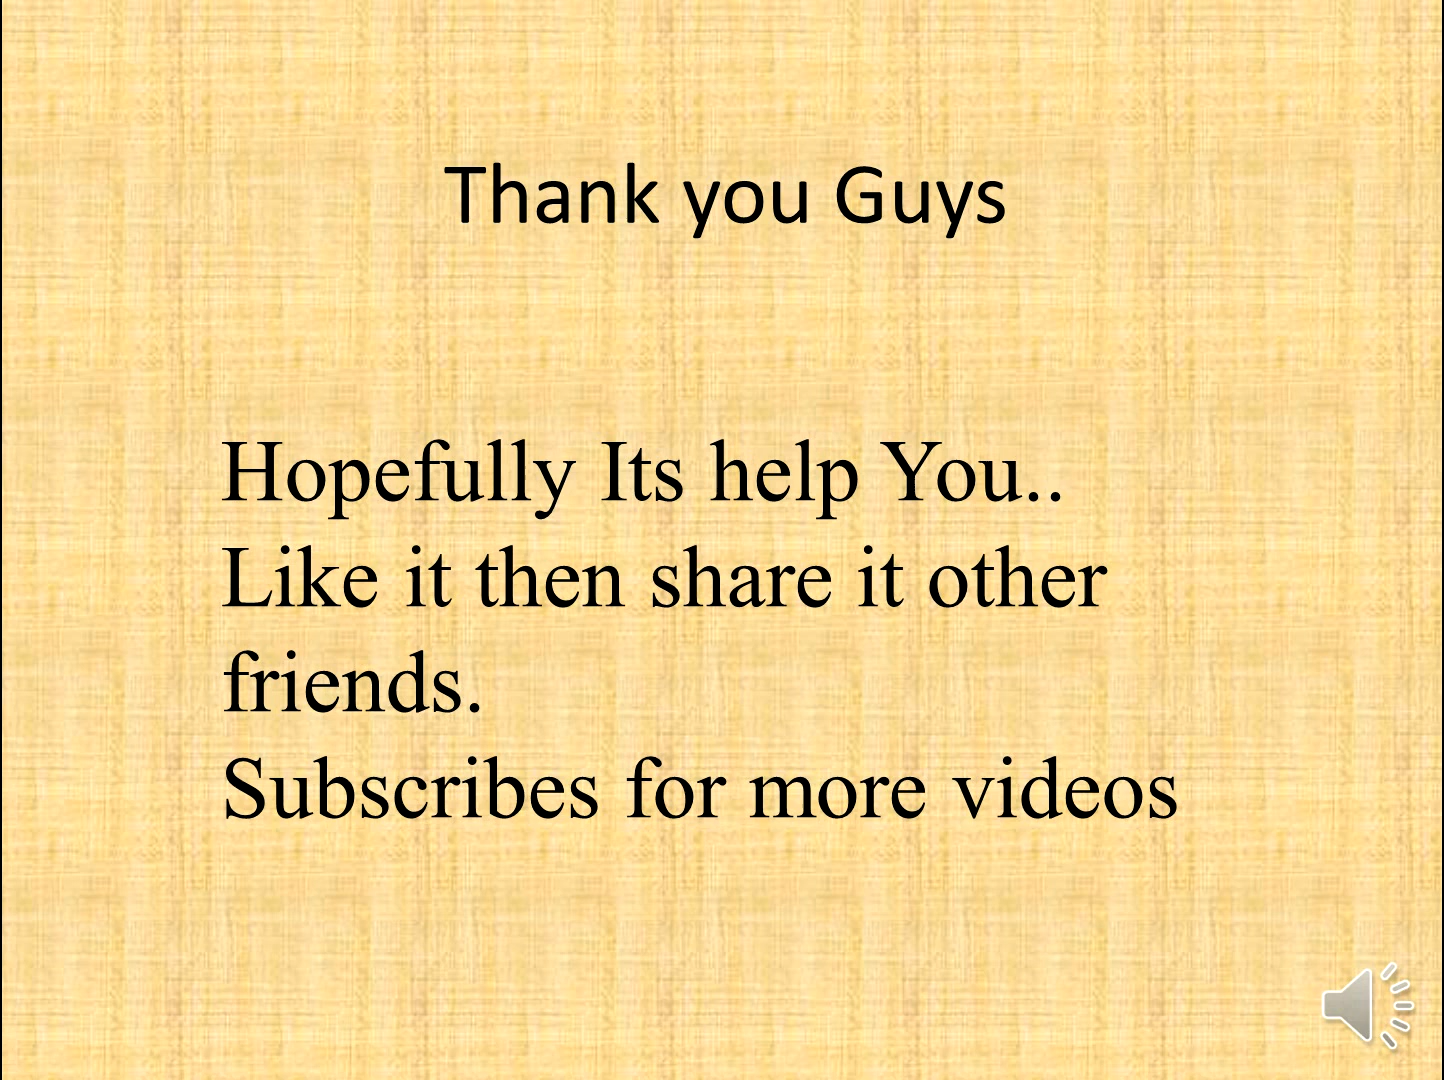 Thank you Guys
Hopefully Its help You..
Like it then share it other
friends.
Subscribes for more videos